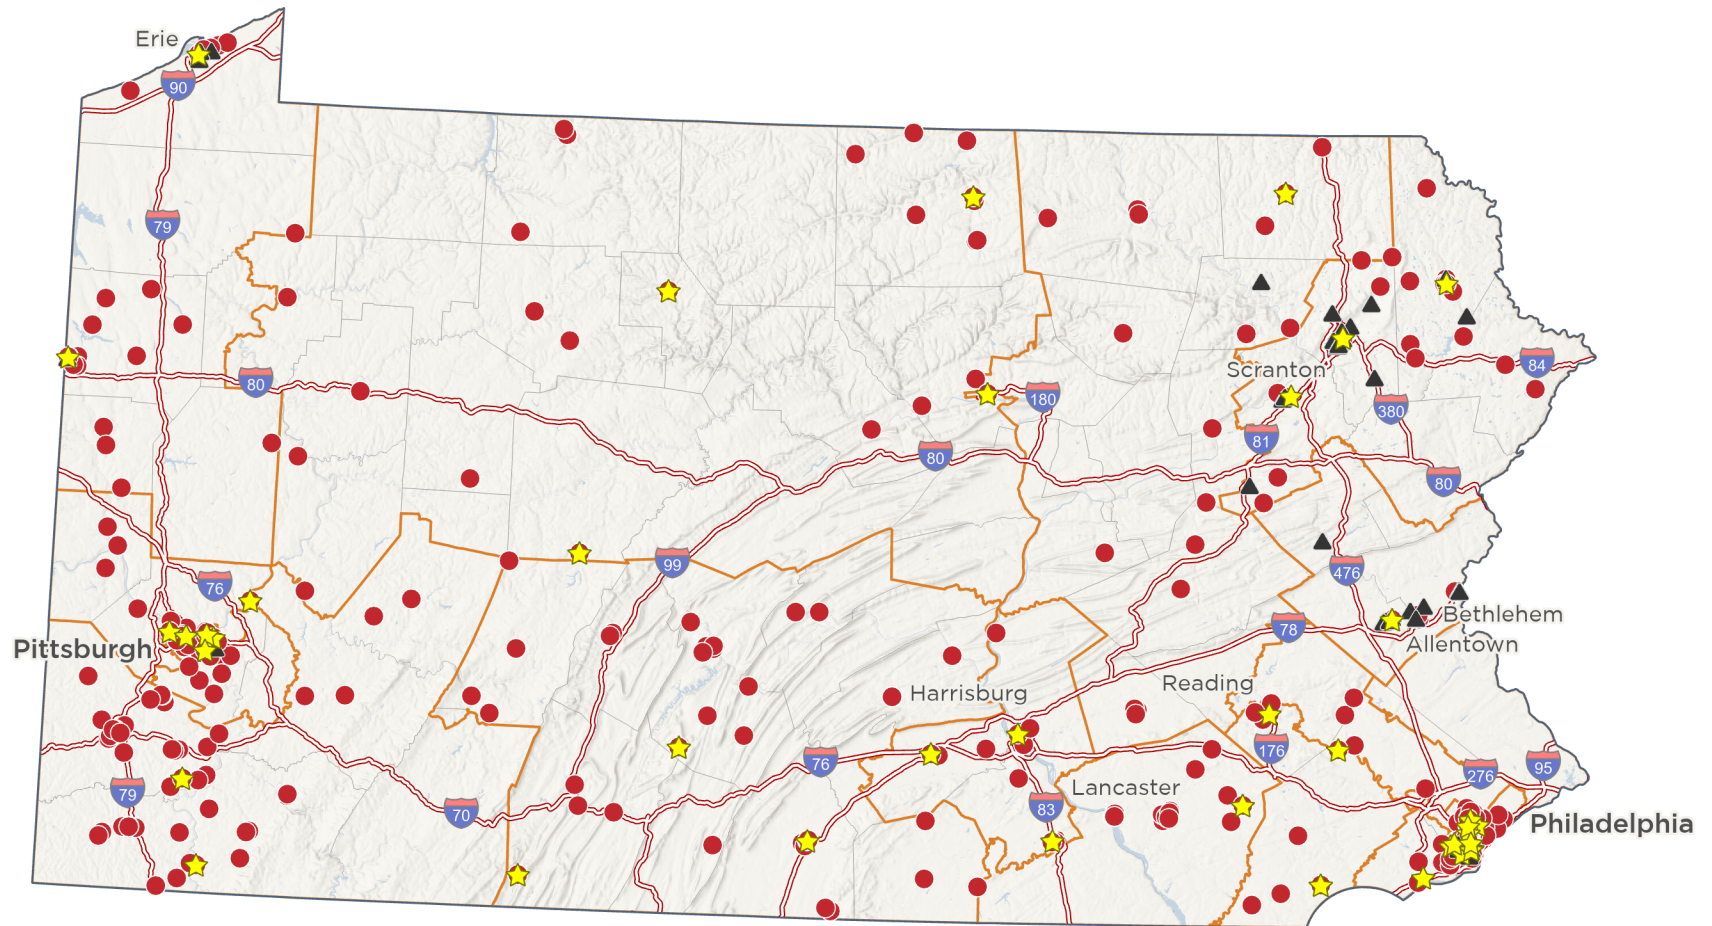 Erie
90
79
80
180
Scranton
84
380
81
80
80
99
76
476
Bethlehem
78
Allentown
Pittsburgh
Reading
Harrisburg
176
76
276
95
79
Lancaster
83
70
Philadelphia